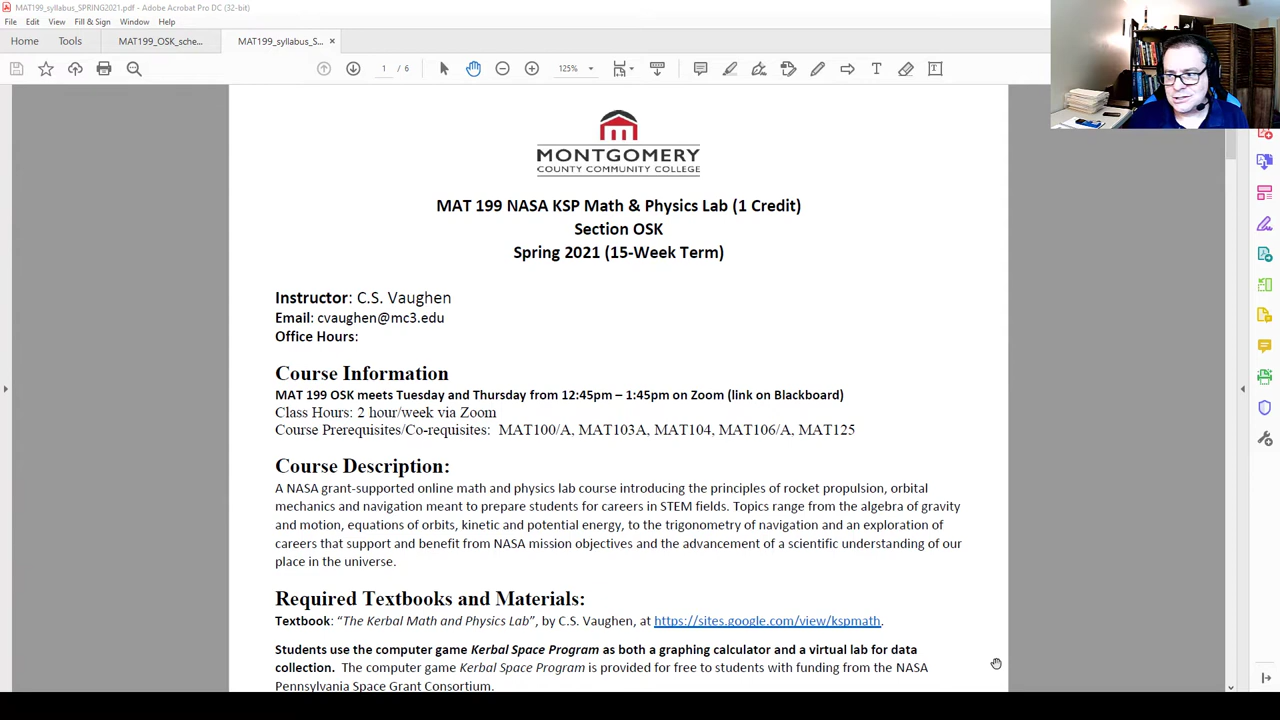 MAT199_syllabus_SPRING2021.pdf - Adobe Acrobat Pro DC (32-bit)
File Edit View Fill & Sign Window Help
Home Tools MAT199_OSK_sche... MAT199_syllabus_S... ×
1 / 6 125%
MONTGOMERY
COUNTY COMMUNITY COLLEGE
MAT 199 NASA KSP Math & Physics Lab (1 Credit)
Section OSK
Spring 2021 (15-Week Term)
Instructor: C.S. Vaughen
Email: cvaughen@mc3.edu
Office Hours:
Course Information
MAT 199 OSK meets Tuesday and Thursday from 12:45pm – 1:45pm on Zoom (link on Blackboard)
Class Hours: 2 hour/week via Zoom
Course Prerequisites/Co-requisites: MAT100/A, MAT103A, MAT104, MAT106/A, MAT125
Course Description:
A NASA grant-supported online math and physics lab course introducing the principles of rocket propulsion, orbital
mechanics and navigation meant to prepare students for careers in STEM fields. Topics range from the algebra of gravity
and motion, equations of orbits, kinetic and potential energy, to the trigonometry of navigation and an exploration of
careers that support and benefit from NASA mission objectives and the advancement of a scientific understanding of our
place in the universe.
Required Textbooks and Materials:
Textbook: “The Kerbal Math and Physics Lab”, by C.S. Vaughen, at https://sites.google.com/view/kspmath.
Students use the computer game Kerbal Space Program as both a graphing calculator and a virtual lab for data
collection. The computer game Kerbal Space Program is provided for free to students with funding from the NASA
Pennsylvania Space Grant Consortium.